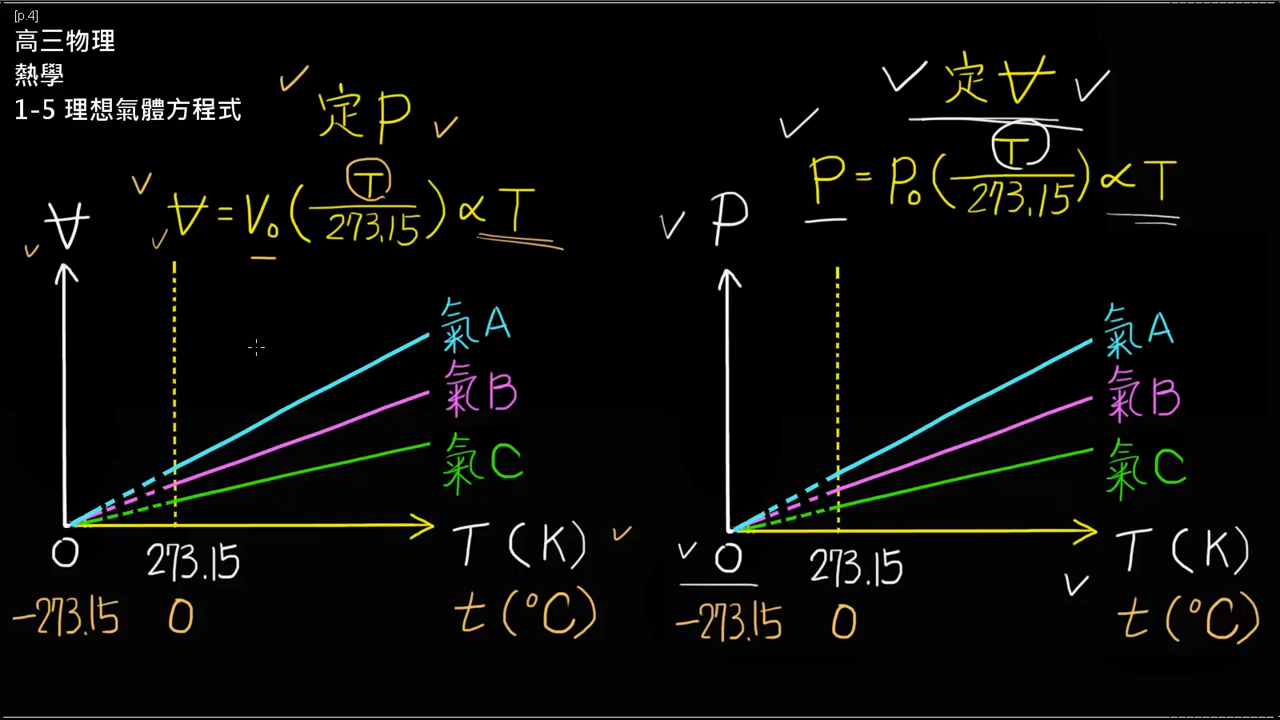 [p.4]
高三物理
熱學
1-5 理想氣體方程式
定P
V = V₀(T/273.15) ∝ T
V
氣A
氣B
氣C
0
273.15
T(K)
-273.15
0
t(°C)
定V
P = P₀(T/273.15) ∝ T
P
氣A
氣B
氣C
0
273.15
T(K)
-273.15
0
t(°C)